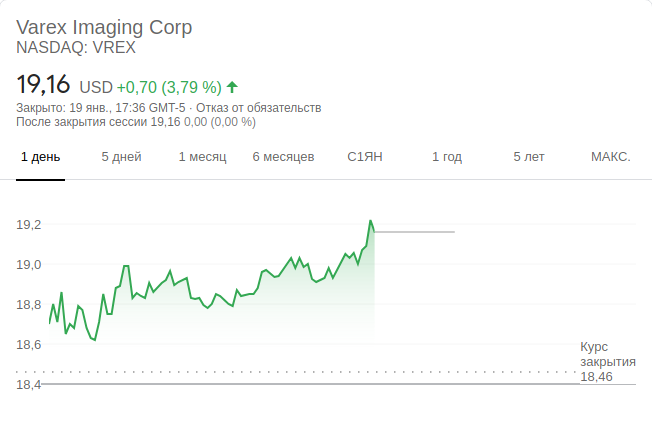 Varex Imaging Corp
NASDAQ: VREX
19,16 USD +0,70 (3,79 %)
Закрыто: 19 янв., 17:36 GMT-5 · Отказ от обязательств
После закрытия сессии 19,16 0,00 (0,00 %)
1 день 5 дней 1 месяц 6 месяцев С1ЯН 1 год 5 лет МАКС.
19,2
19,0
18,8
18,6
18,4
Курс
закрытия
18,46